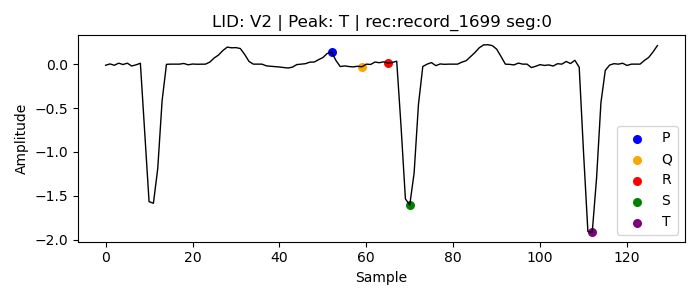 LID: V2 | Peak: T | rec:record_1699 seg:0
Amplitude
0.0
−0.5
−1.0
−1.5
−2.0
0
20
40
60
80
100
120
Sample
P
Q
R
S
T